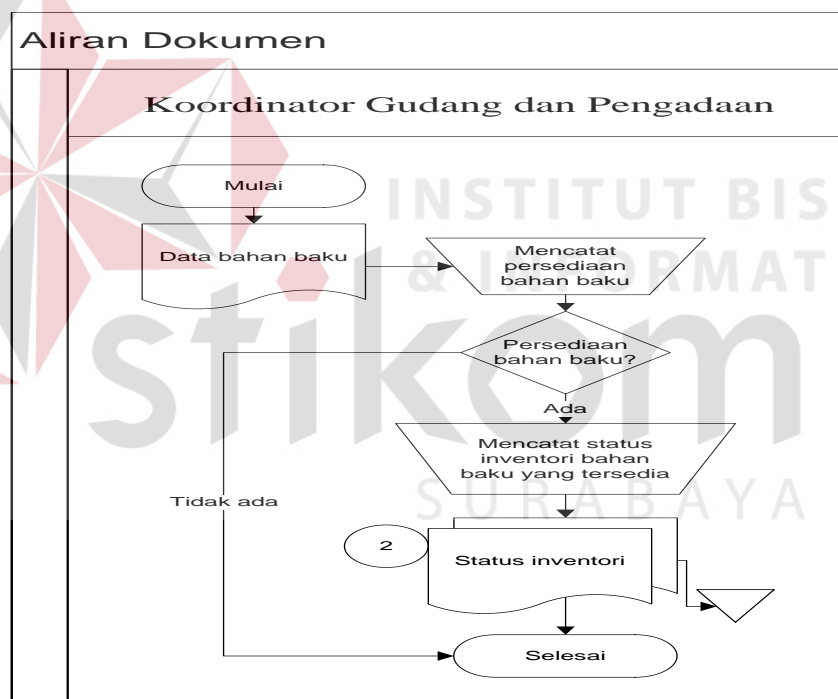 Aliran Dokumen
Koordinator Gudang dan Pengadaan
Mulai
Data bahan baku
Mencatat
persediaan
bahan baku
Persediaan
bahan baku?
Ada
Mencatat status
inventori bahan
baku yang tersedia
Tidak ada
2
Status inventori
Selesai
INSTITUT BIS
& INFORMAT
stikom
SURABAYA